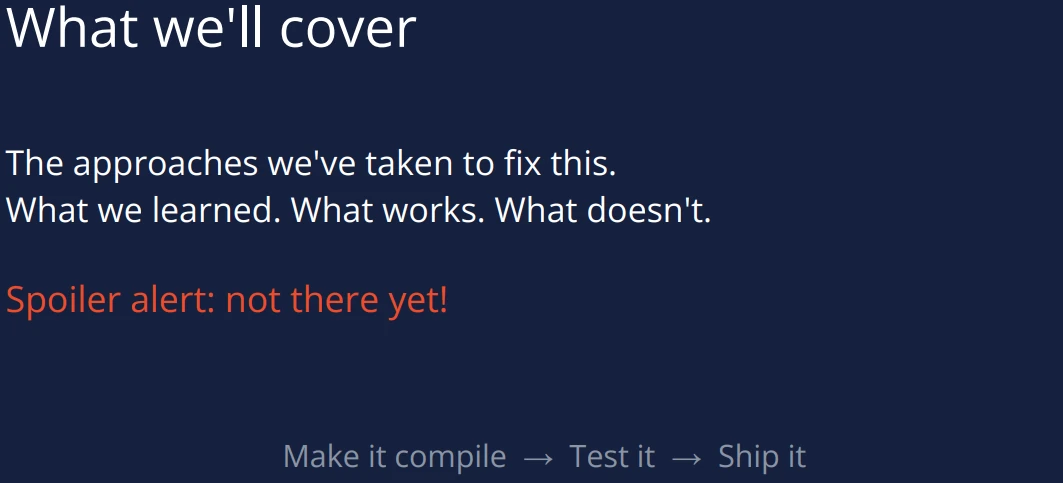 What we'll cover
The approaches we've taken to fix this.
What we learned. What works. What doesn't.
Spoiler alert: not there yet!
Make it compile → Test it → Ship it